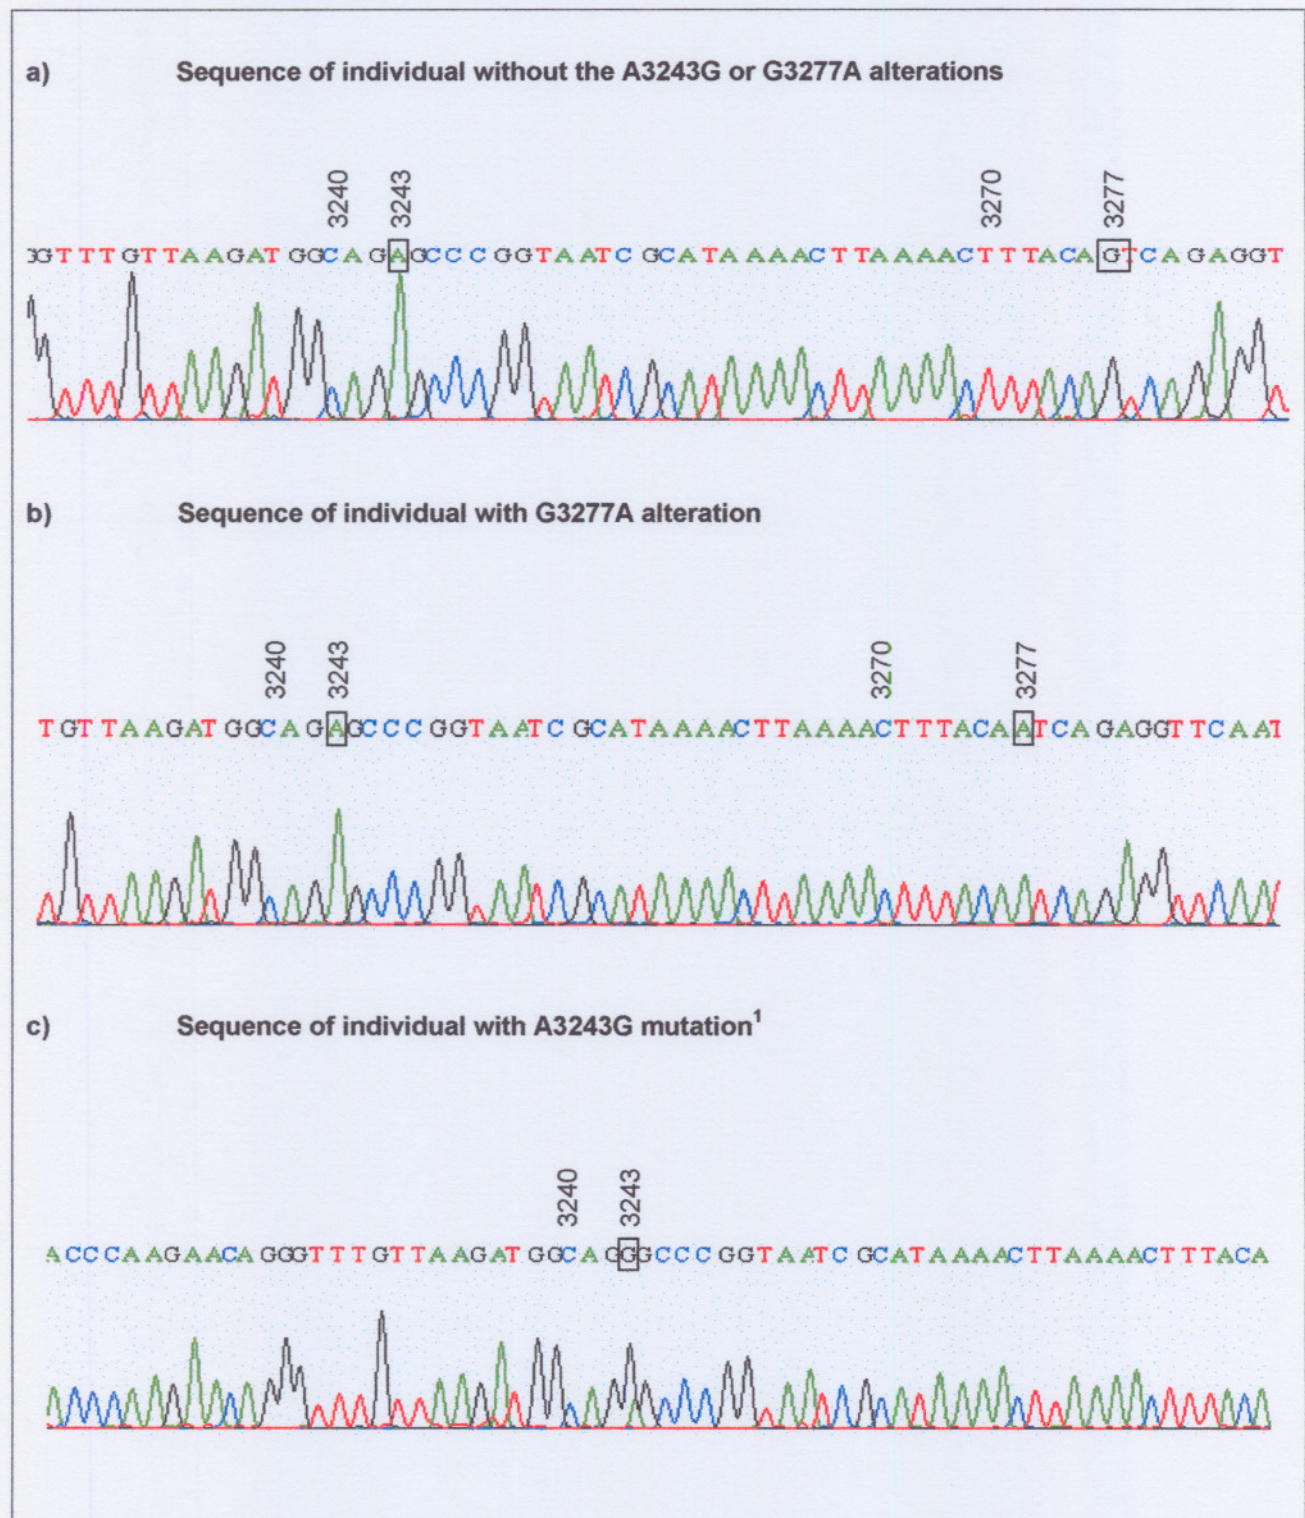 a) Sequence of individual without the A3243G or G3277A alterations
3240 3243 3270 3277
GTTTGTTAAGATGGCAGAGCCCGGTAATCGCATAAAACTTAAAACTTTACAGTCAGAGGT
b) Sequence of individual with G3277A alteration
3240 3243 3270 3277
TGTTAAGATGGCAGAGCCCGGTAATCGCATAAAACTTAAAACTTTACAATCAGAGGTTCAAT
c) Sequence of individual with A3243G mutation¹
3240 3243
ACCCAAGAACAGGGTTTGTTAAGATGGCAGGGCCCGGTAATCGCATAAAACTTAAAACTTTACA